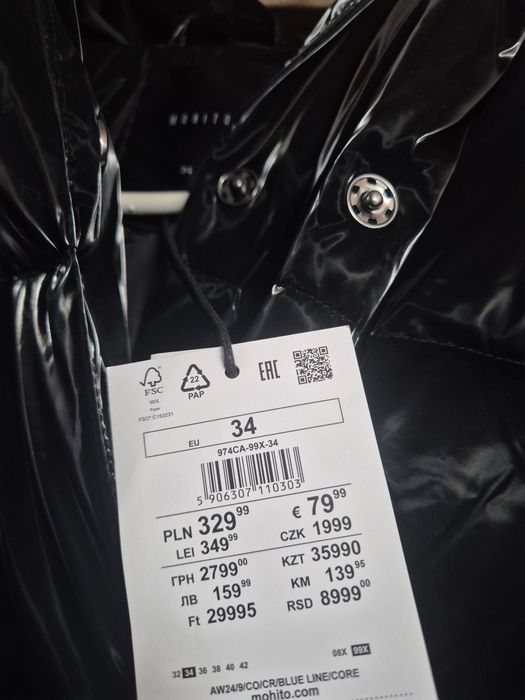 MOHITO
34
FSC
MIX
Paper
FSC® C153231
22
PAP
EAC
EU 34
974CA-99X-34
5 906307 110303
PLN 329⁹⁹ € 79⁹⁹
LEI 349⁹⁹ CZK 1999
ГРН 2799⁰⁰ KZT 35990
ЛВ 159⁹⁹ KM 139⁹⁵
Ft 29995 RSD 8999⁰⁰
08X 99X
32 34 36 38 40 42
AW24/9/CO/CR/BLUE LINE/CORE
mohito.com